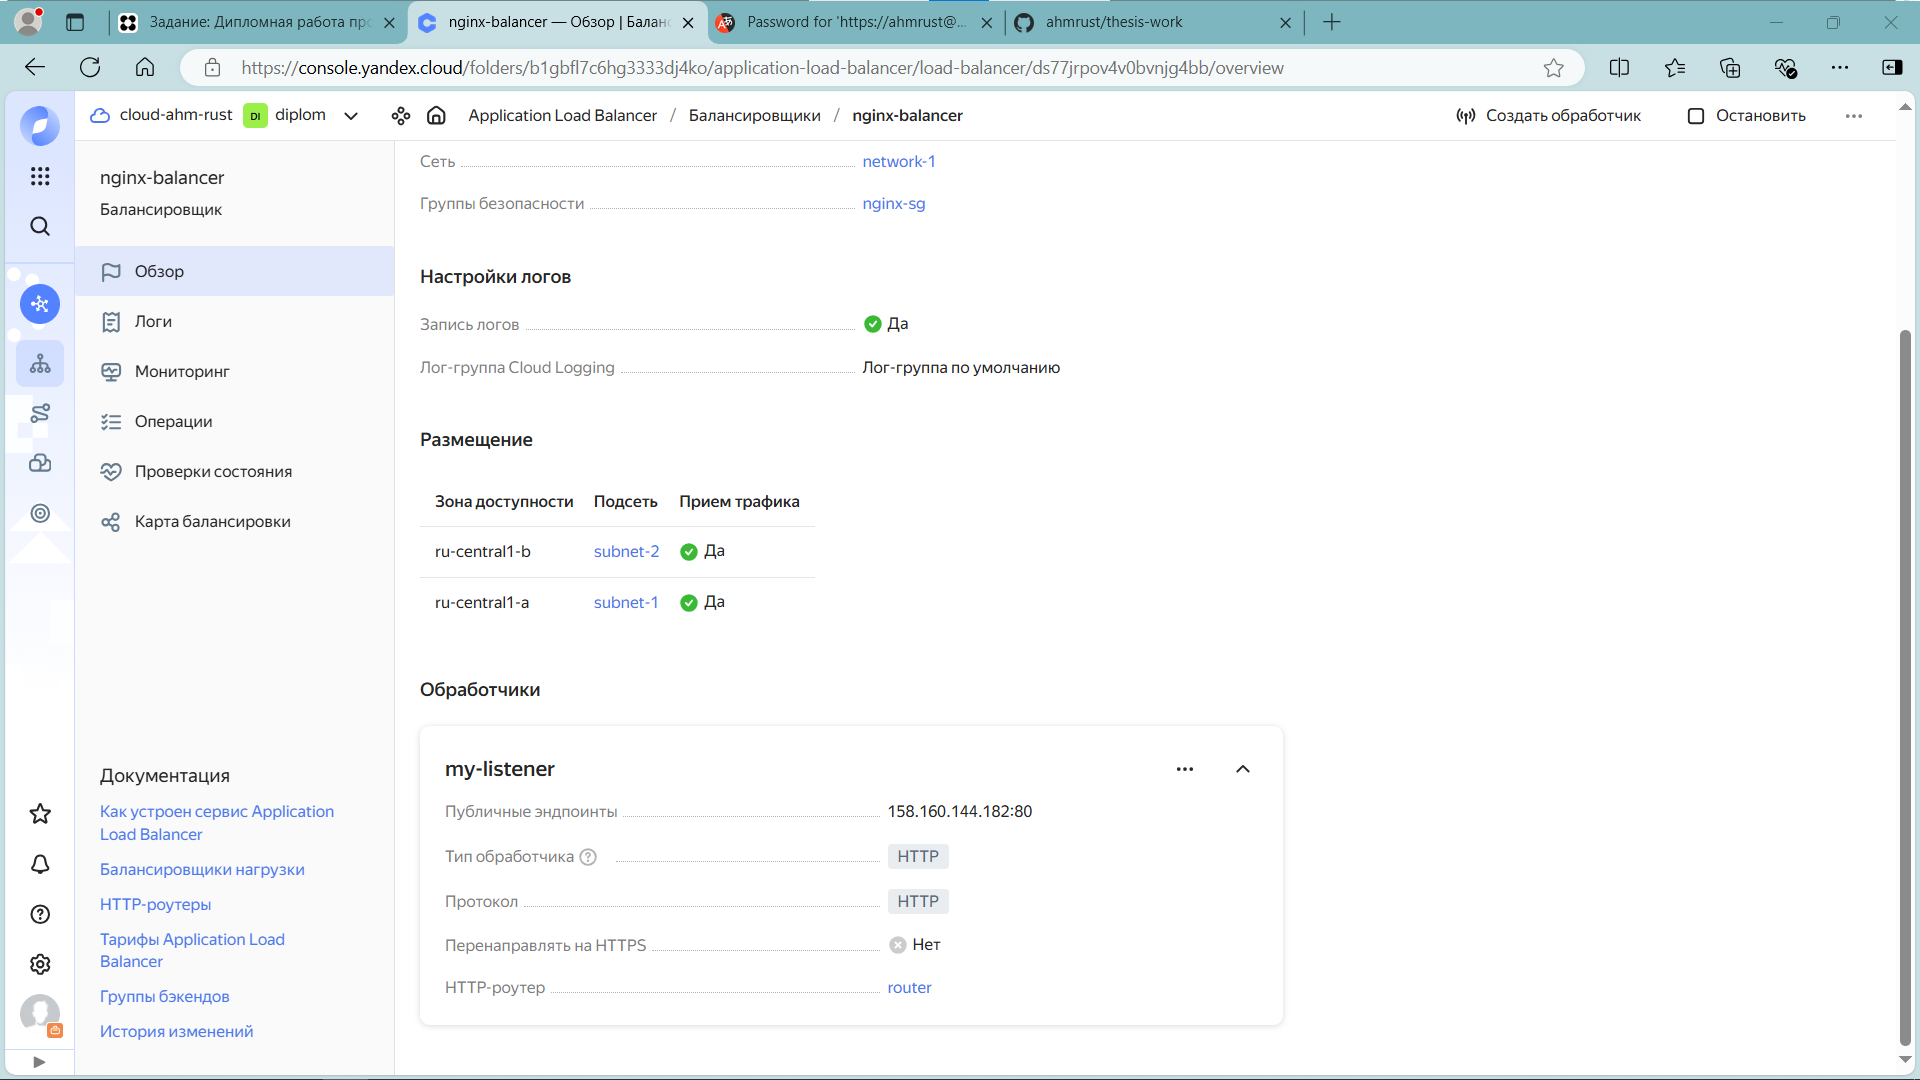 Задание: Дипломная работа пр
nginx-balancer — Обзор | Балан
Password for 'https://ahmrust@...
ahmrust/thesis-work
https://console.yandex.cloud/folders/b1gbfl7c6hg3333dj4ko/application-load-balancer/load-balancer/ds77jrpov4v0bvnjg4bb/overview
cloud-ahm-rust DI diplom
Application Load Balancer / Балансировщики / nginx-balancer
Создать обработчик
Остановить
nginx-balancer
Балансировщик
Обзор
Логи
Мониторинг
Операции
Проверки состояния
Карта балансировки
Документация
Как устроен сервис Application
Load Balancer
Балансировщики нагрузки
HTTP-роутеры
Тарифы Application Load
Balancer
Группы бэкендов
История изменений
Сеть network-1
Группы безопасности nginx-sg
Настройки логов
Запись логов Да
Лог-группа Cloud Logging Лог-группа по умолчанию
Размещение
Зона доступности Подсеть Прием трафика
ru-central1-b subnet-2 Да
ru-central1-a subnet-1 Да
Обработчики
my-listener
Публичные эндпоинты 158.160.144.182:80
Тип обработчика HTTP
Протокол HTTP
Перенаправлять на HTTPS Нет
HTTP-роутер router